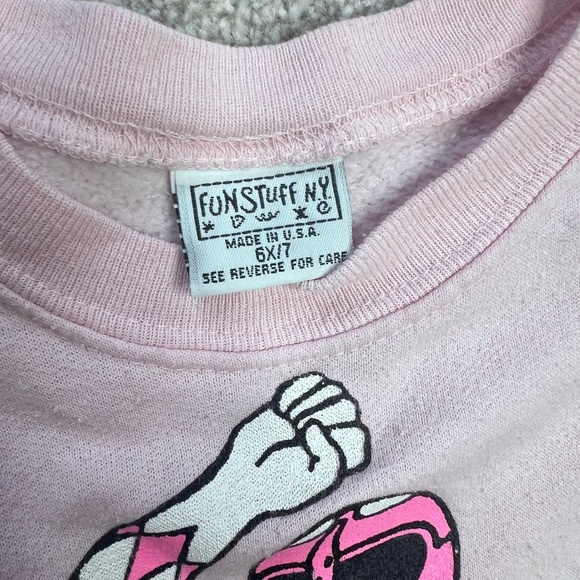 FUNSTUFF N.Y.
MADE IN U.S.A.
6X/7
SEE REVERSE FOR CARE